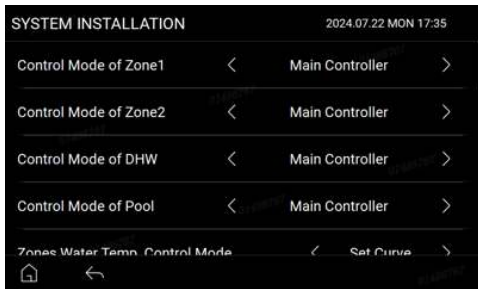 SYSTEM INSTALLATION 2024.07.22 MON 17:35
Control Mode of Zone1 < Main Controller >
Control Mode of Zone2 < Main Controller >
Control Mode of DHW < Main Controller >
Control Mode of Pool < Main Controller >
Zones Water Temp. Control Mode < Set Curve >